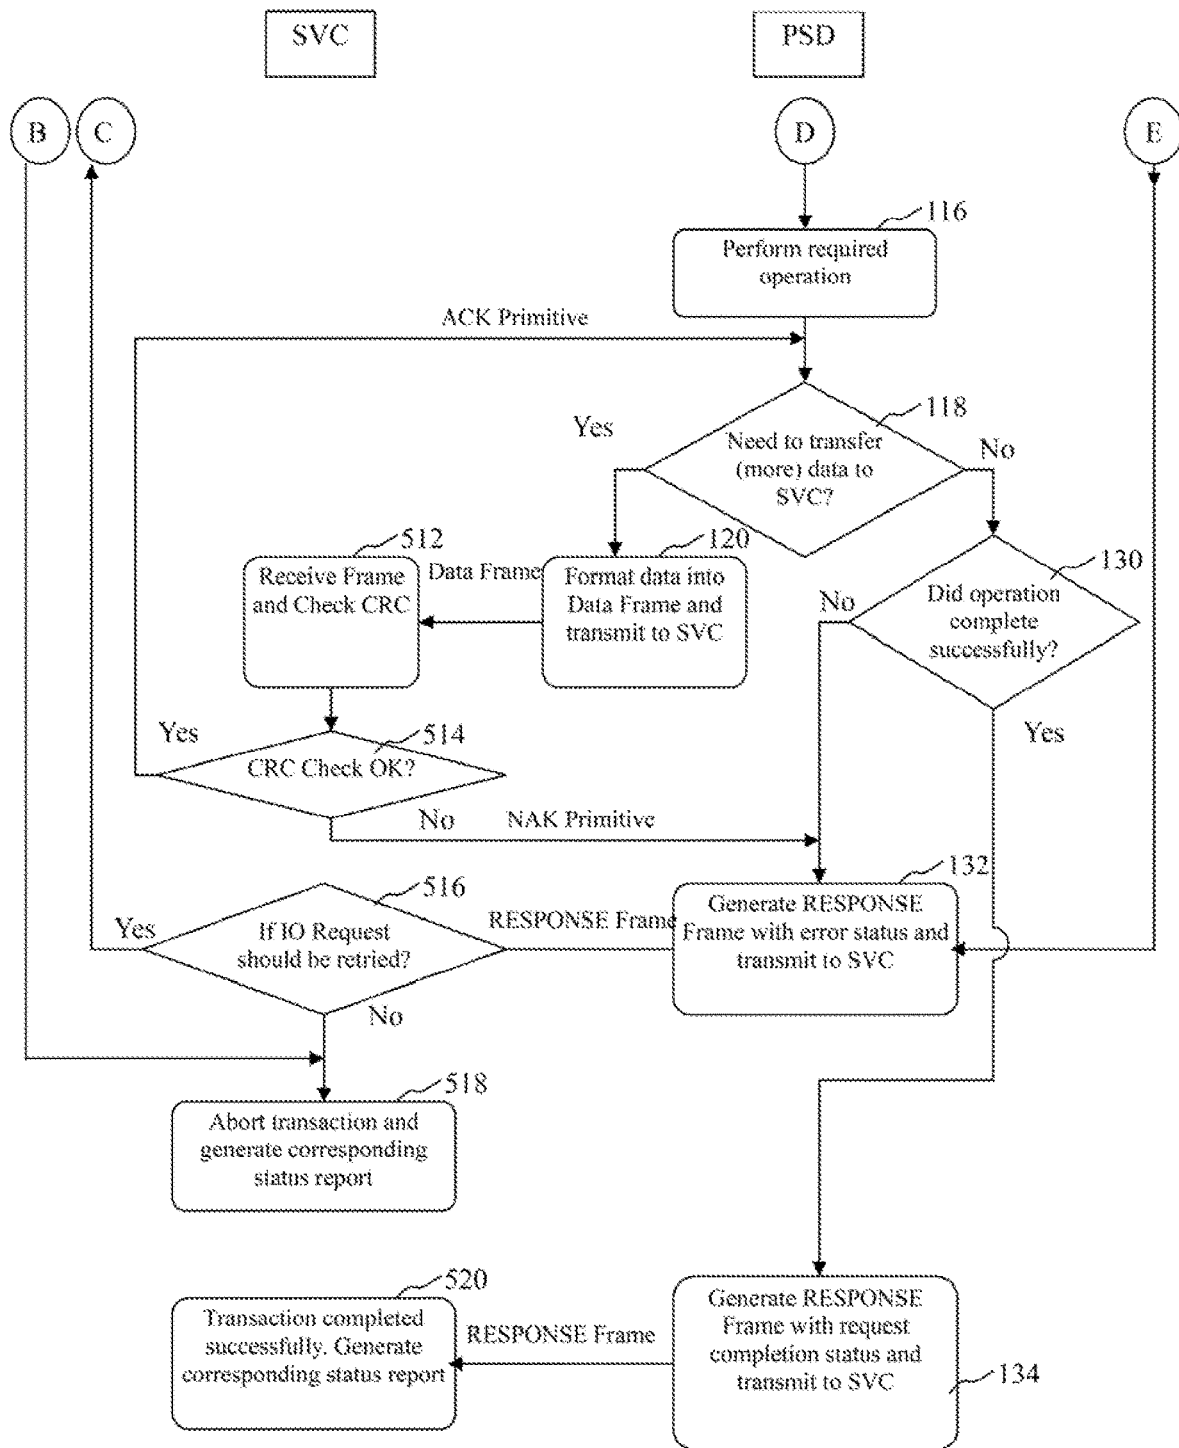 SVC
PSD
B
C
D
E
116
Perform required
operation
ACK Primitive
118
Yes
Need to transfer
(more) data to
SVC?
No
512
120
130
Receive Frame
and Check CRC
Data Frame
Format data into
Data Frame and
transmit to SVC
No
Did operation
complete
successfully?
Yes
514
Yes
CRC Check OK?
No
NAK Primitive
516
132
Yes
If IO Request
should be retried?
RESPONSE Frame
Generate RESPONSE
Frame with error status and
transmit to SVC
No
518
Abort transaction and
generate corresponding
status report
520
Transaction completed
successfully. Generate
corresponding status report
RESPONSE Frame
Generate RESPONSE
Frame with request
completion status and
transmit to SVC
134